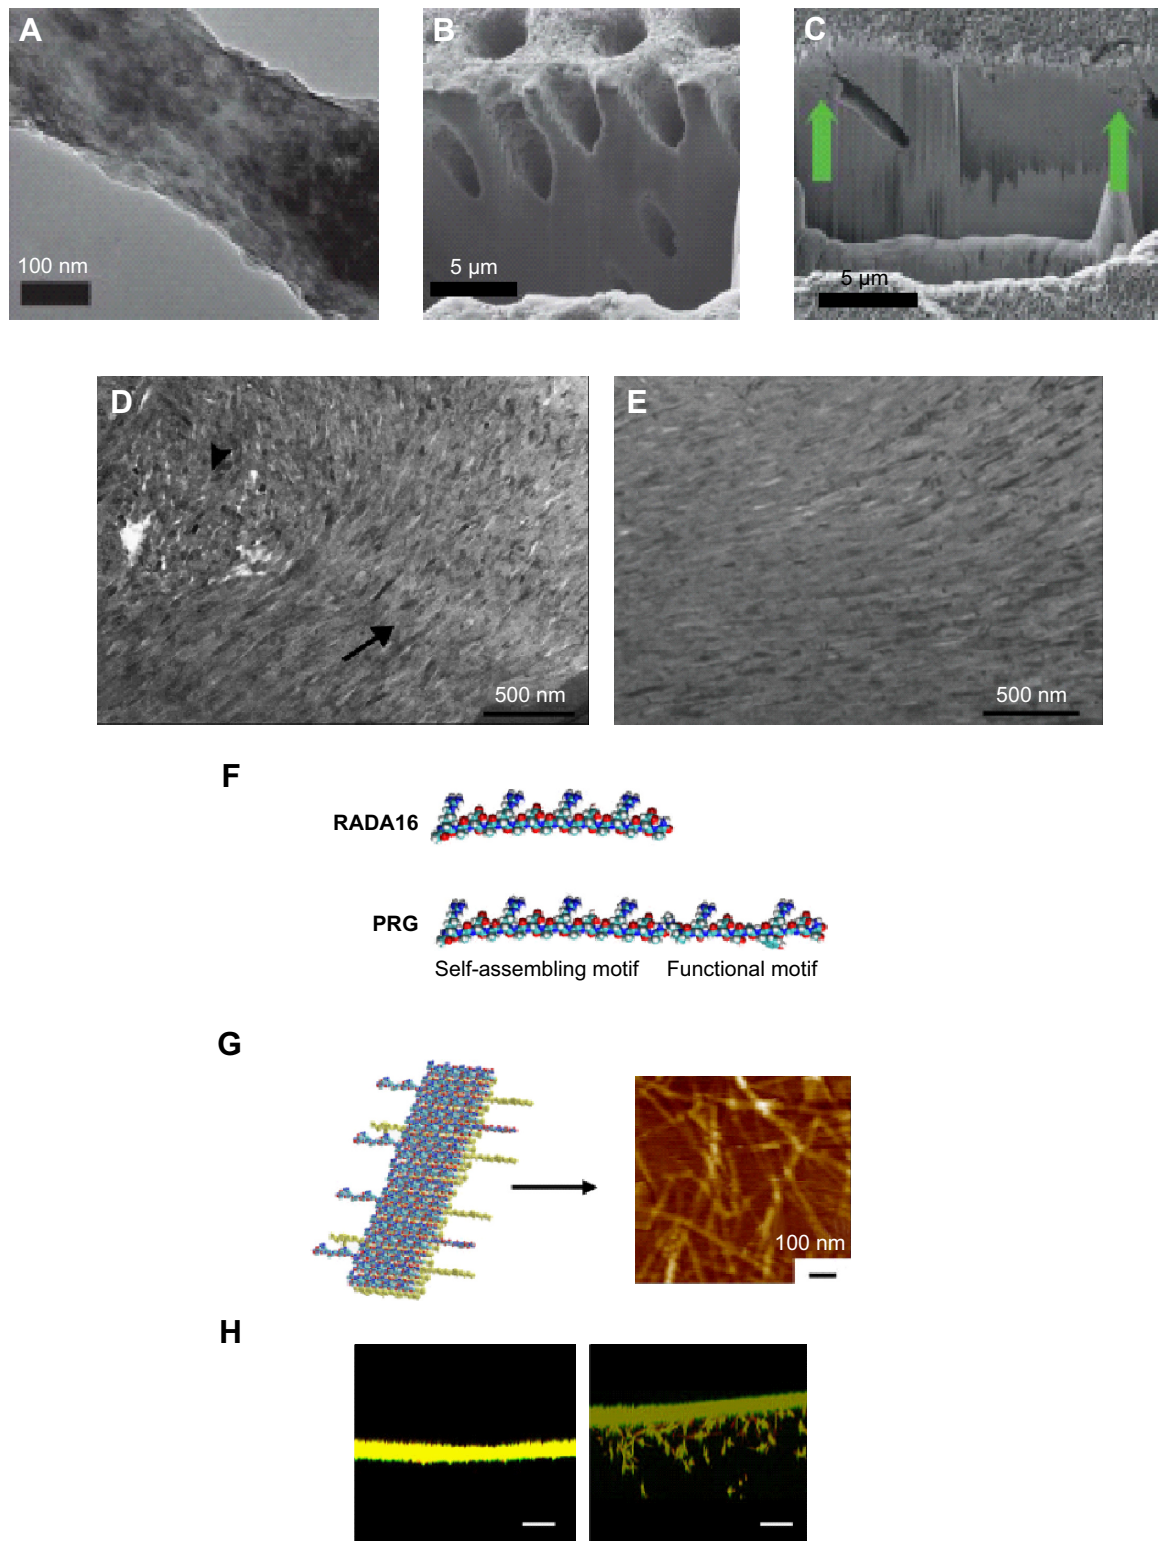 A
B
C
100 nm
5 µm
5 µm
D
E
500 nm
500 nm
F
RADA16
PRG
Self-assembling motif
Functional motif
G
100 nm
H